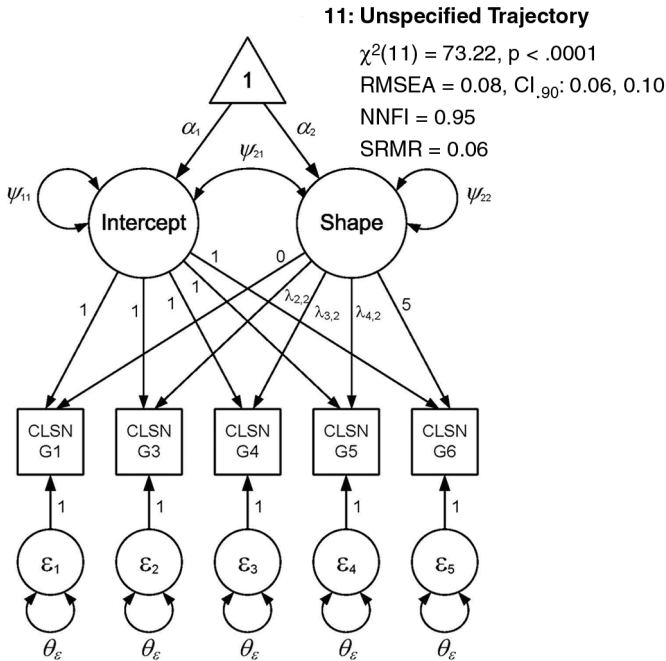 11: Unspecified Trajectory
χ²(11) = 73.22, p < .0001
RMSEA = 0.08, CI.90: 0.06, 0.10
NNFI = 0.95
SRMR = 0.06
1
α1 α2
ψ21
ψ11 ψ22
Intercept Shape
1 0
1 1 1 1 λ2,2 λ3,2 λ4,2 5
CLSN CLSN CLSN CLSN CLSN
G1 G3 G4 G5 G6
1 1 1 1 1
ε1 ε2 ε3 ε4 ε5
θε θε θε θε θε